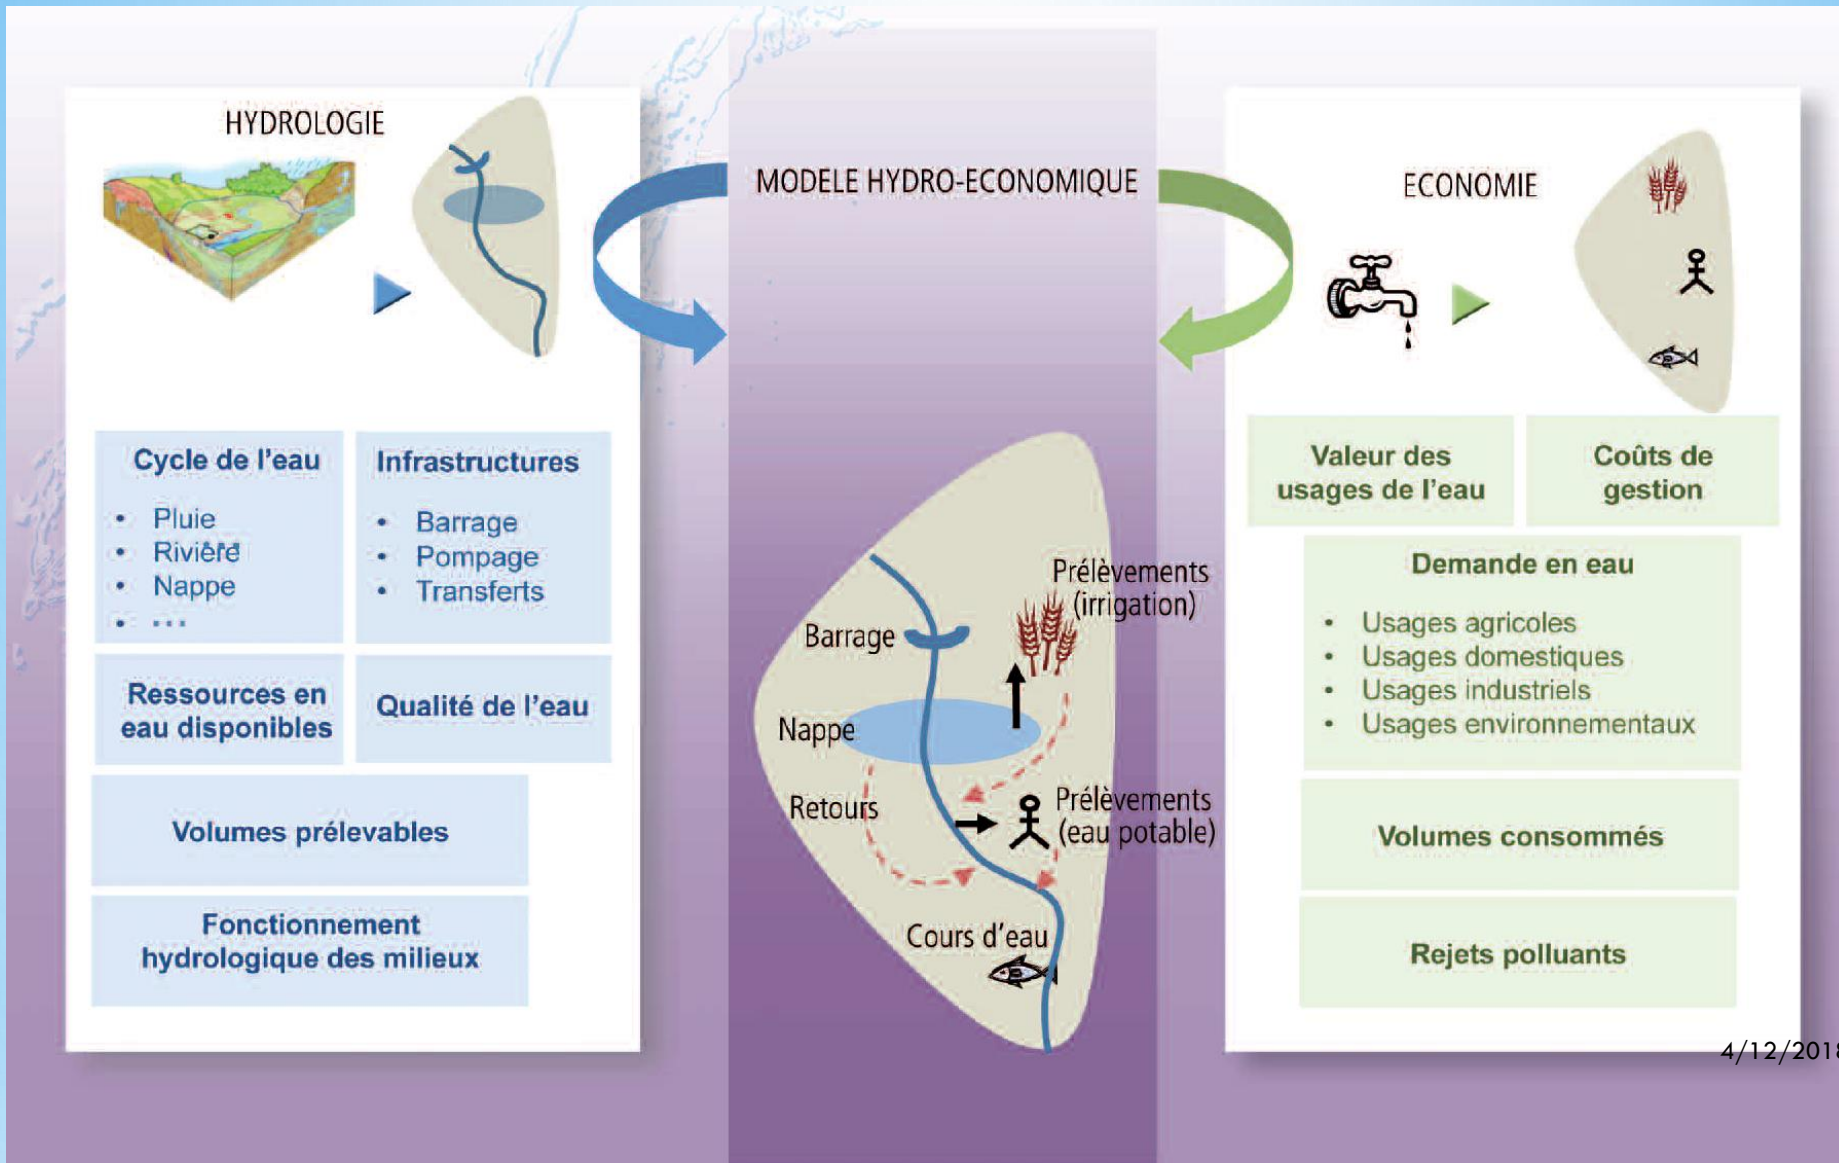 HYDROLOGIE
Cycle de l’eau
• Pluie
• Rivière
• Nappe
• ...
Infrastructures
• Barrage
• Pompage
• Transferts
Ressources en
eau disponibles
Qualité de l’eau
Volumes prélevables
Fonctionnement
hydrologique des milieux
MODELE HYDRO-ECONOMIQUE
Prélèvements
(irrigation)
Barrage
Nappe
Retours
Prélèvements
(eau potable)
Cours d’eau
ECONOMIE
Valeur des
usages de l’eau
Coûts de
gestion
Demande en eau
• Usages agricoles
• Usages domestiques
• Usages industriels
• Usages environnementaux
Volumes consommés
Rejets polluants
4/12/2018